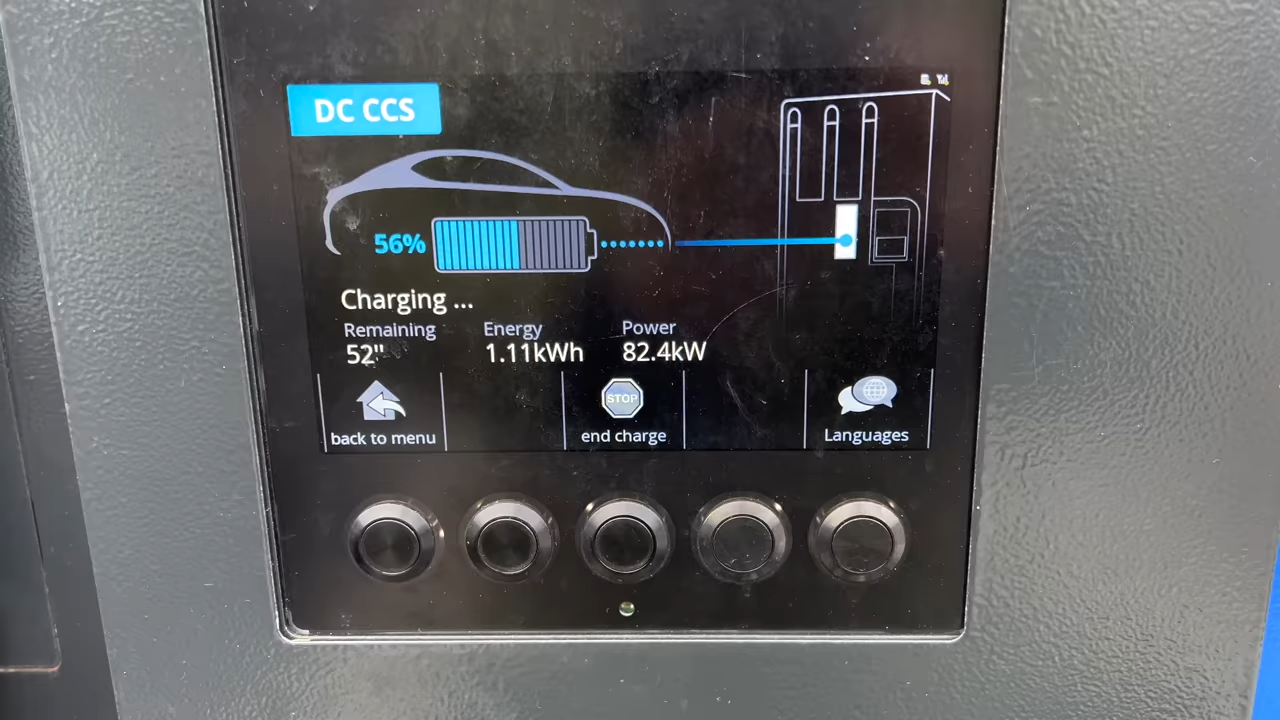 DC CCS
56%
Charging ...
Remaining Energy Power
52" 1.11kWh 82.4kW
STOP
back to menu end charge Languages